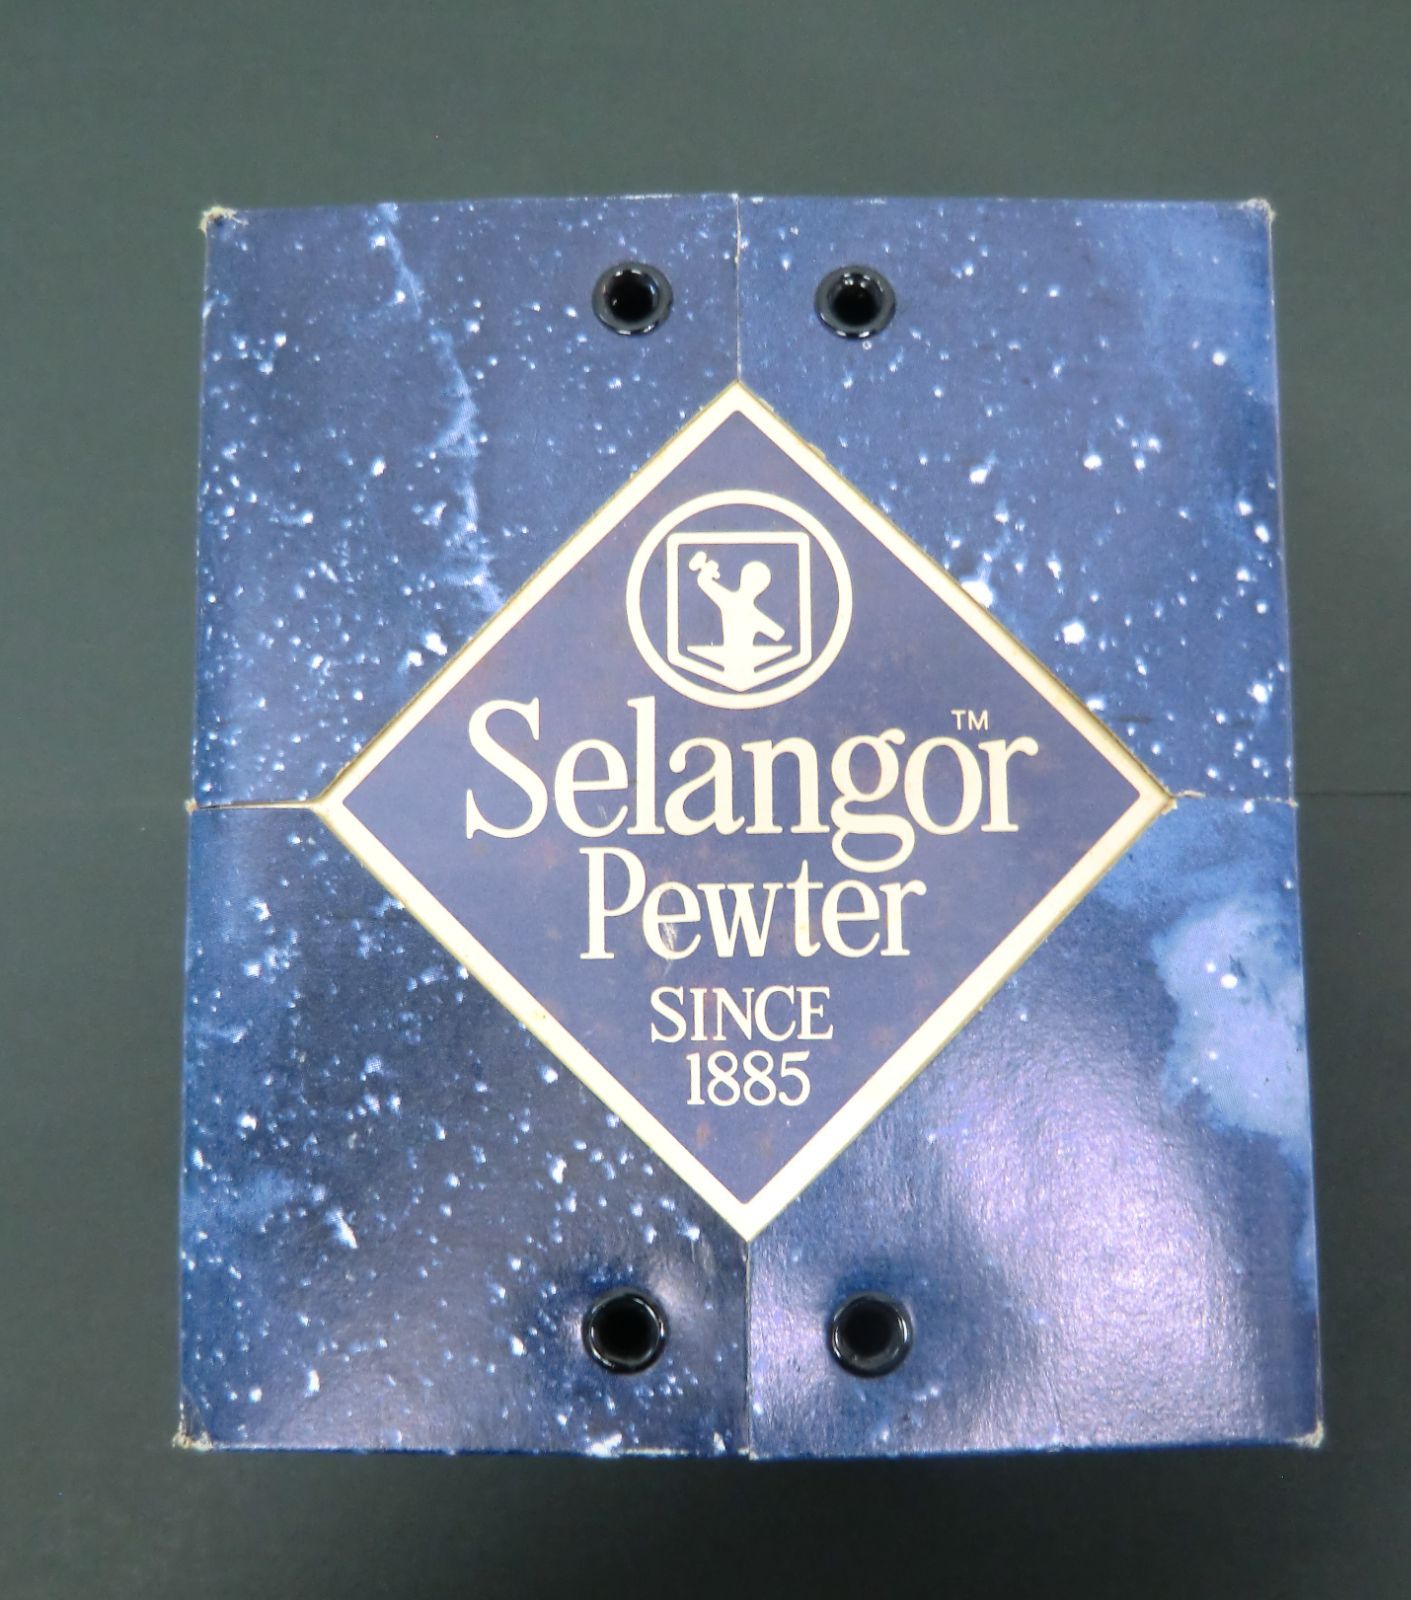 Selangor™
Pewter
SINCE
1885